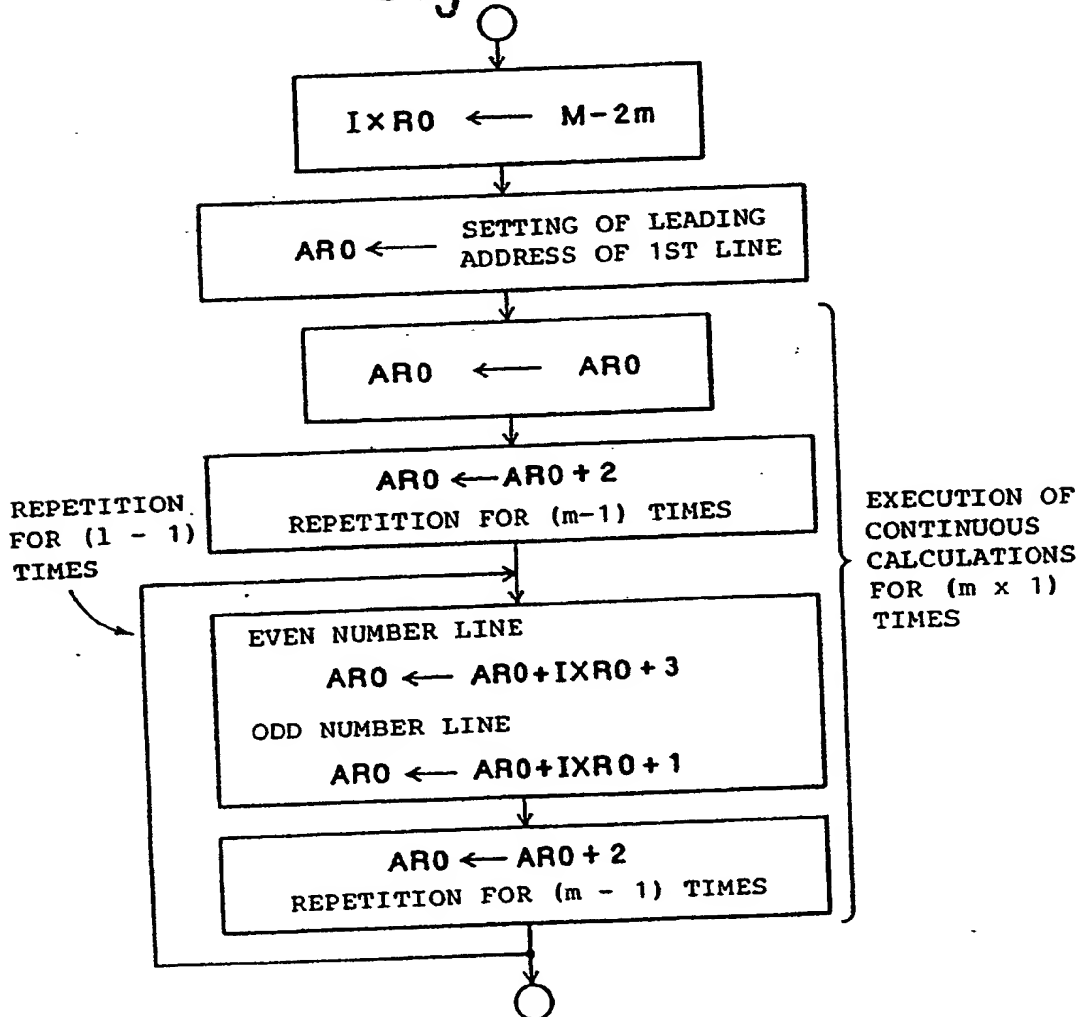 IXR0 ← M-2m
AR0 ← SETTING OF LEADING
ADDRESS OF 1ST LINE
AR0 ← AR0
AR0 ← AR0+2
REPETITION FOR (m-1) TIMES
REPETITION
FOR (l - 1)
TIMES
EVEN NUMBER LINE
AR0 ← AR0+IXR0+3
ODD NUMBER LINE
AR0 ← AR0+IXR0+1
AR0 ← AR0+2
REPETITION FOR (m - 1) TIMES
EXECUTION OF
CONTINUOUS
CALCULATIONS
FOR (m x l)
TIMES